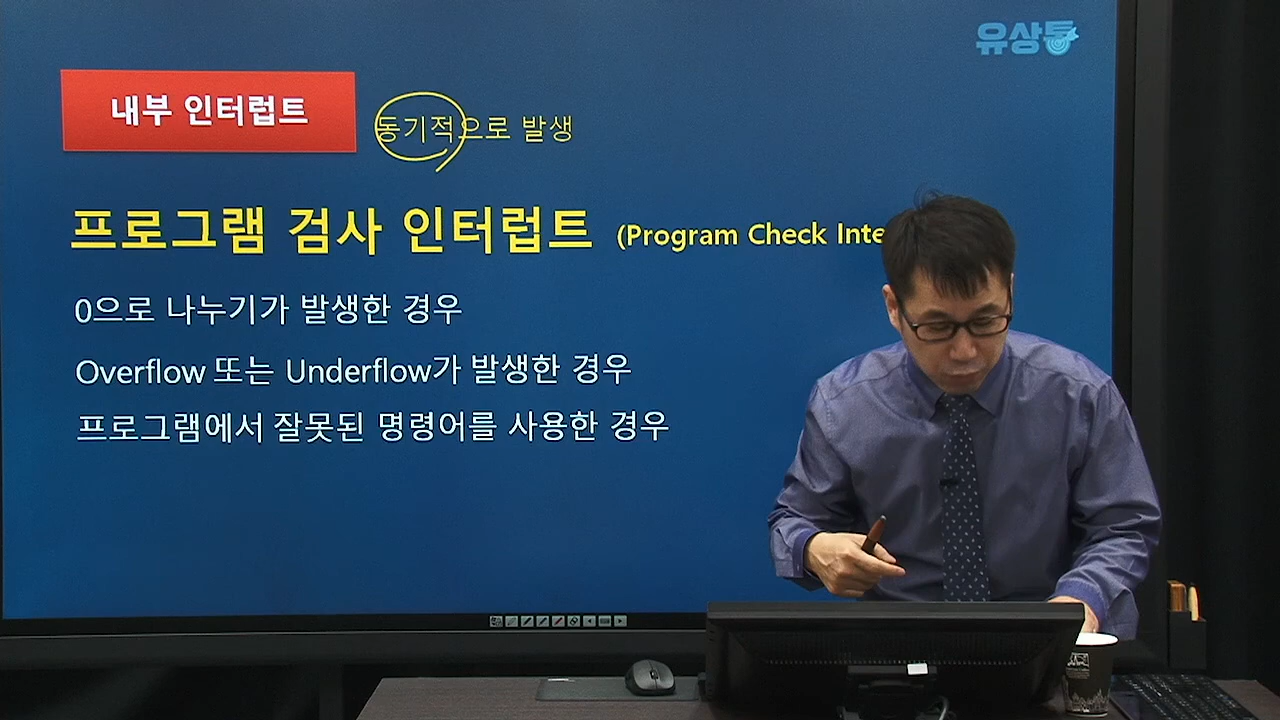 유상통
내부 인터럽트
동기적으로 발생
프로그램 검사 인터럽트 (Program Check Inte
0으로 나누기가 발생한 경우
Overflow 또는 Underflow가 발생한 경우
프로그램에서 잘못된 명령어를 사용한 경우